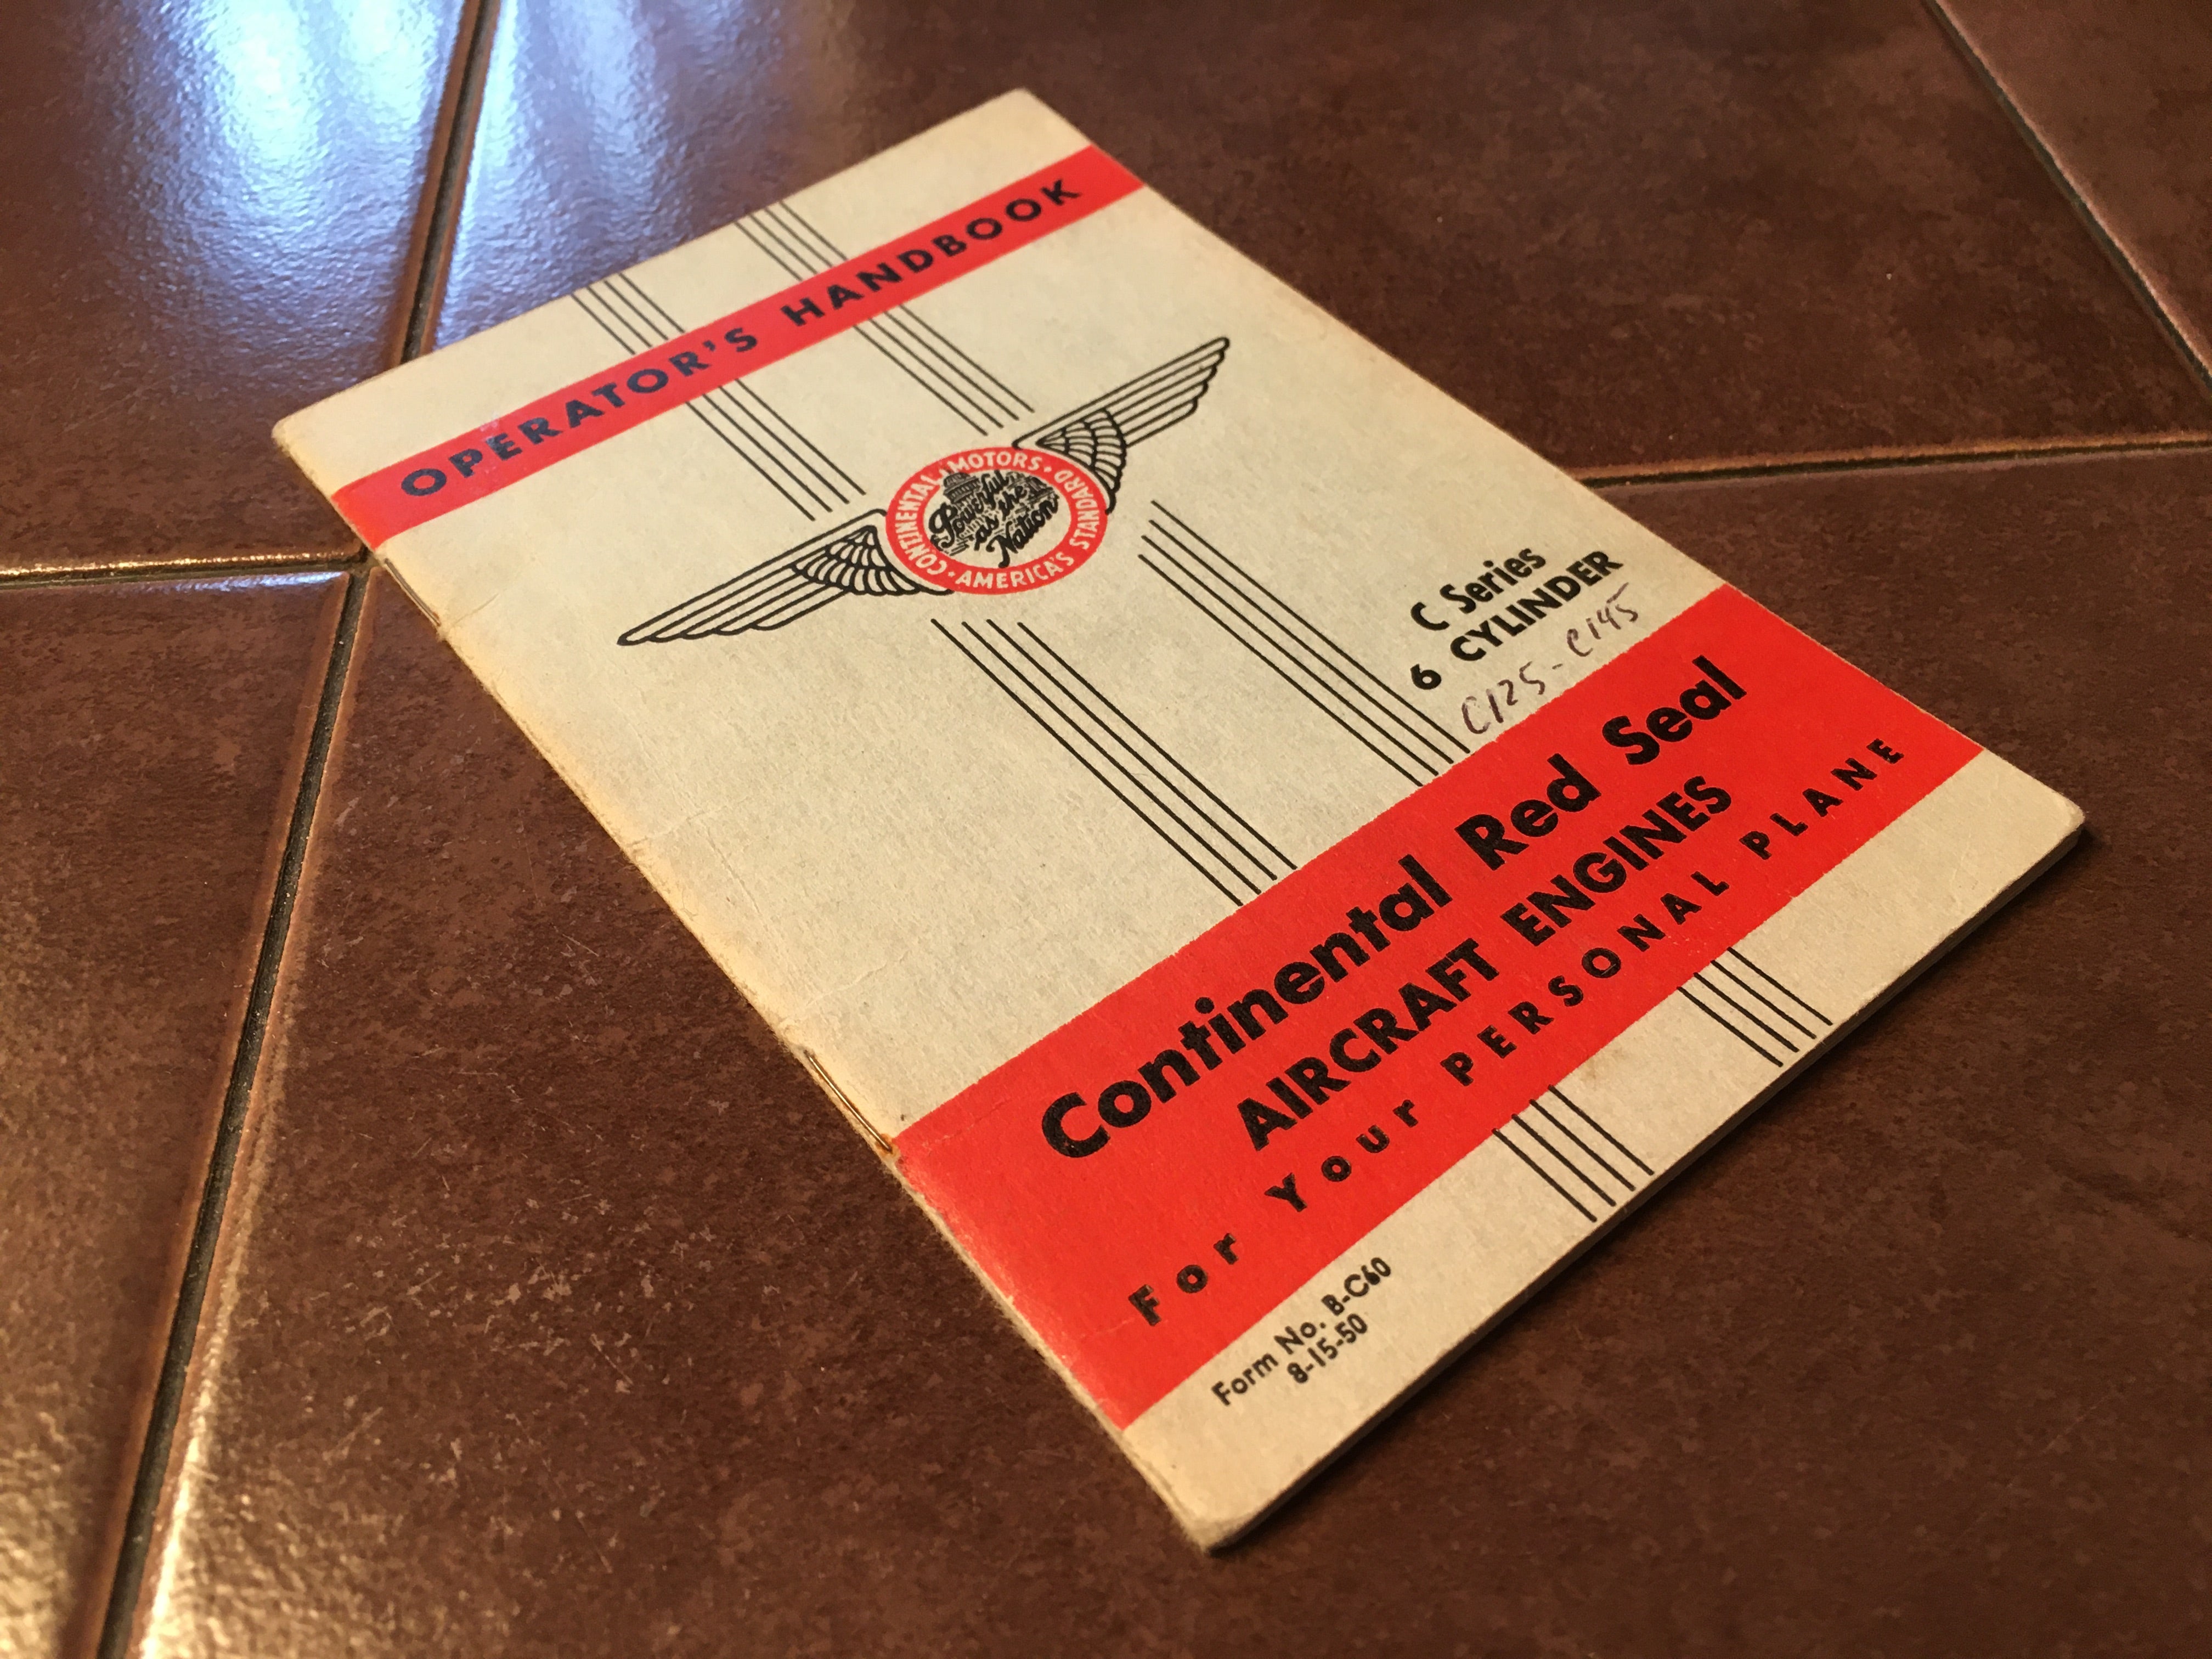 OPERATOR'S HANDBOOK
CONTINENTAL MOTORS • AMERICA'S STANDARD •
Powerful
as the
Nation
C Series
6 CYLINDER
C125-C145
Continental Red Seal
AIRCRAFT ENGINES
For Your PERSONAL PLANE
Form No. B-C60
8-15-50